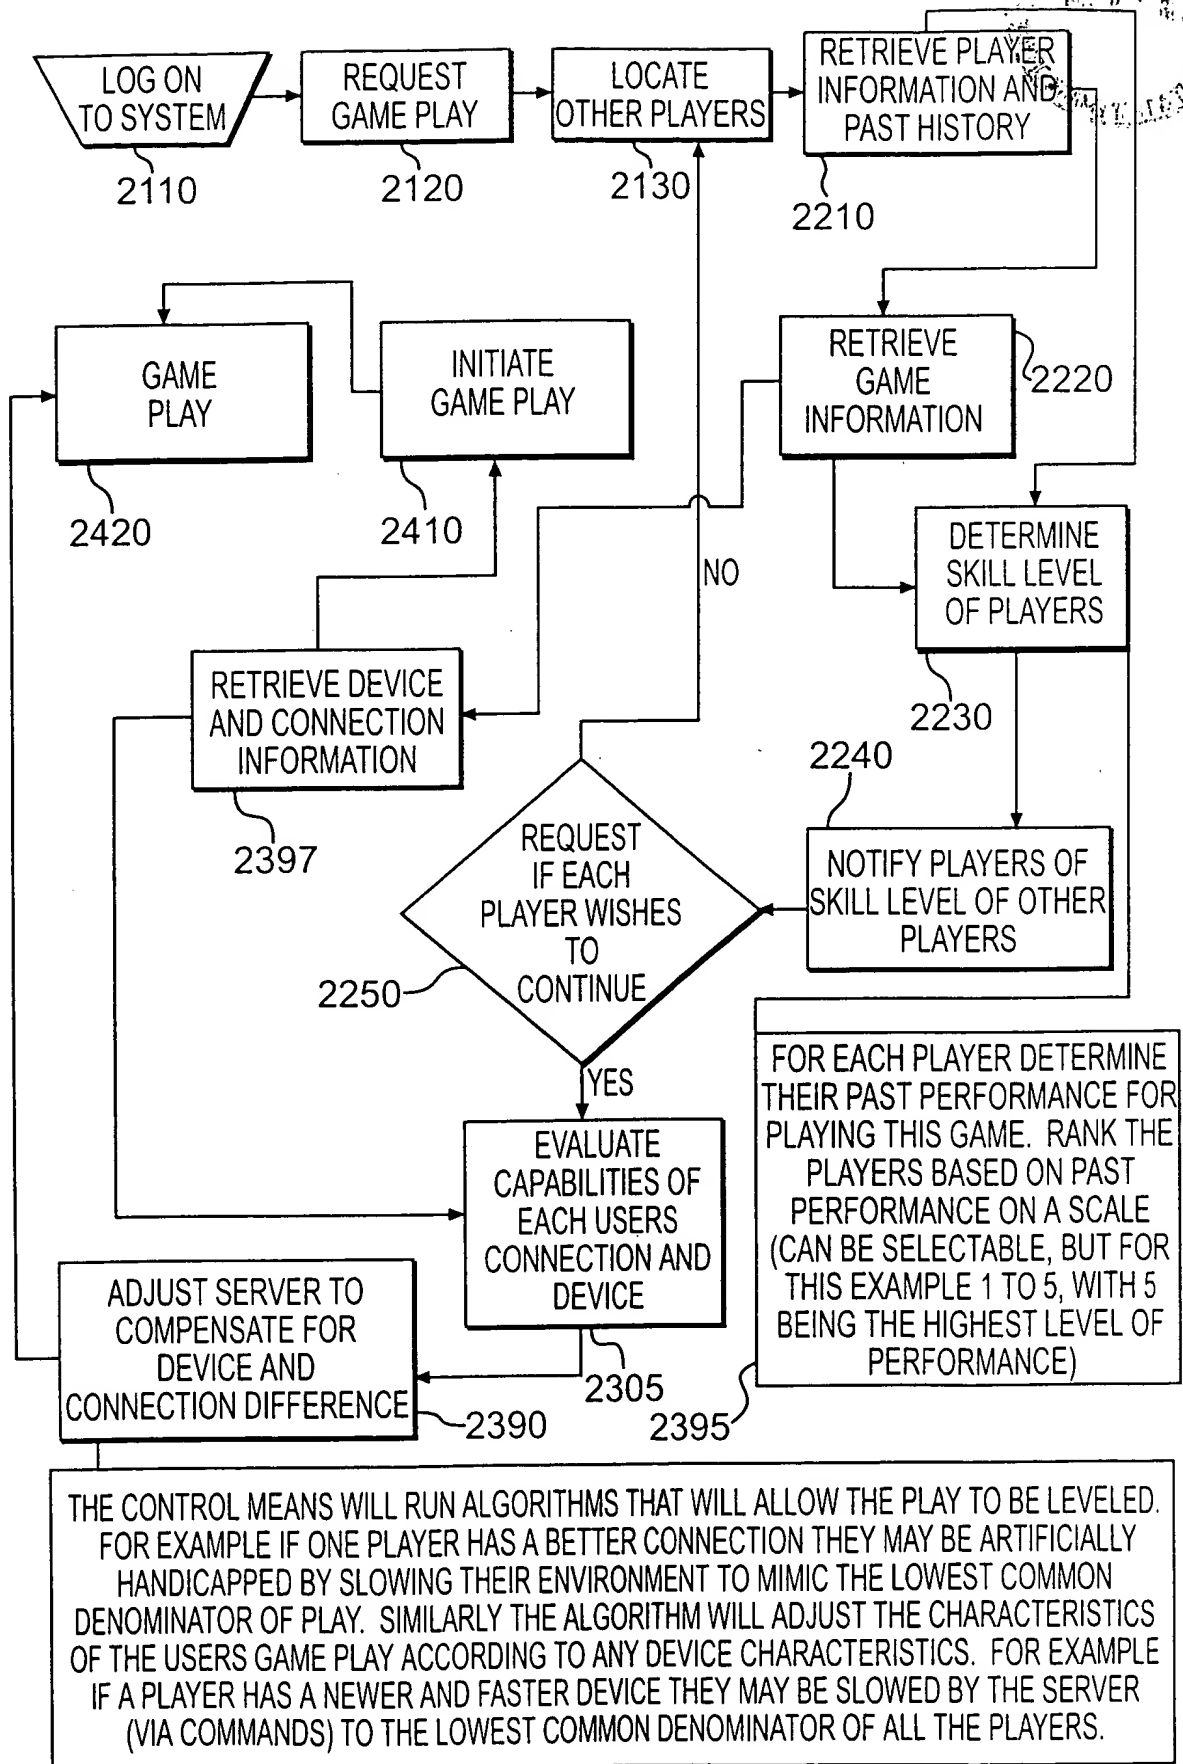 LOG ON
TO SYSTEM
2110
REQUEST
GAME PLAY
2120
LOCATE
OTHER PLAYERS
2130
RETRIEVE PLAYER
INFORMATION AND
PAST HISTORY
2210
GAME
PLAY
2420
INITIATE
GAME PLAY
2410
RETRIEVE
GAME
INFORMATION
2220
NO
DETERMINE
SKILL LEVEL
OF PLAYERS
2230
RETRIEVE DEVICE
AND CONNECTION
INFORMATION
2397
2240
NOTIFY PLAYERS OF
SKILL LEVEL OF OTHER
PLAYERS
REQUEST
IF EACH
PLAYER WISHES
TO
CONTINUE
2250
YES
EVALUATE
CAPABILITIES OF
EACH USERS
CONNECTION AND
DEVICE
2305
FOR EACH PLAYER DETERMINE
THEIR PAST PERFORMANCE FOR
PLAYING THIS GAME. RANK THE
PLAYERS BASED ON PAST
PERFORMANCE ON A SCALE
(CAN BE SELECTABLE, BUT FOR
THIS EXAMPLE 1 TO 5, WITH 5
BEING THE HIGHEST LEVEL OF
PERFORMANCE)
2395
ADJUST SERVER TO
COMPENSATE FOR
DEVICE AND
CONNECTION DIFFERENCE
2390
THE CONTROL MEANS WILL RUN ALGORITHMS THAT WILL ALLOW THE PLAY TO BE LEVELED.
FOR EXAMPLE IF ONE PLAYER HAS A BETTER CONNECTION THEY MAY BE ARTIFICIALLY
HANDICAPPED BY SLOWING THEIR ENVIRONMENT TO MIMIC THE LOWEST COMMON
DENOMINATOR OF PLAY. SIMILARLY THE ALGORITHM WILL ADJUST THE CHARACTERISTICS
OF THE USERS GAME PLAY ACCORDING TO ANY DEVICE CHARACTERISTICS. FOR EXAMPLE
IF A PLAYER HAS A NEWER AND FASTER DEVICE THEY MAY BE SLOWED BY THE SERVER
(VIA COMMANDS) TO THE LOWEST COMMON DENOMINATOR OF ALL THE PLAYERS.